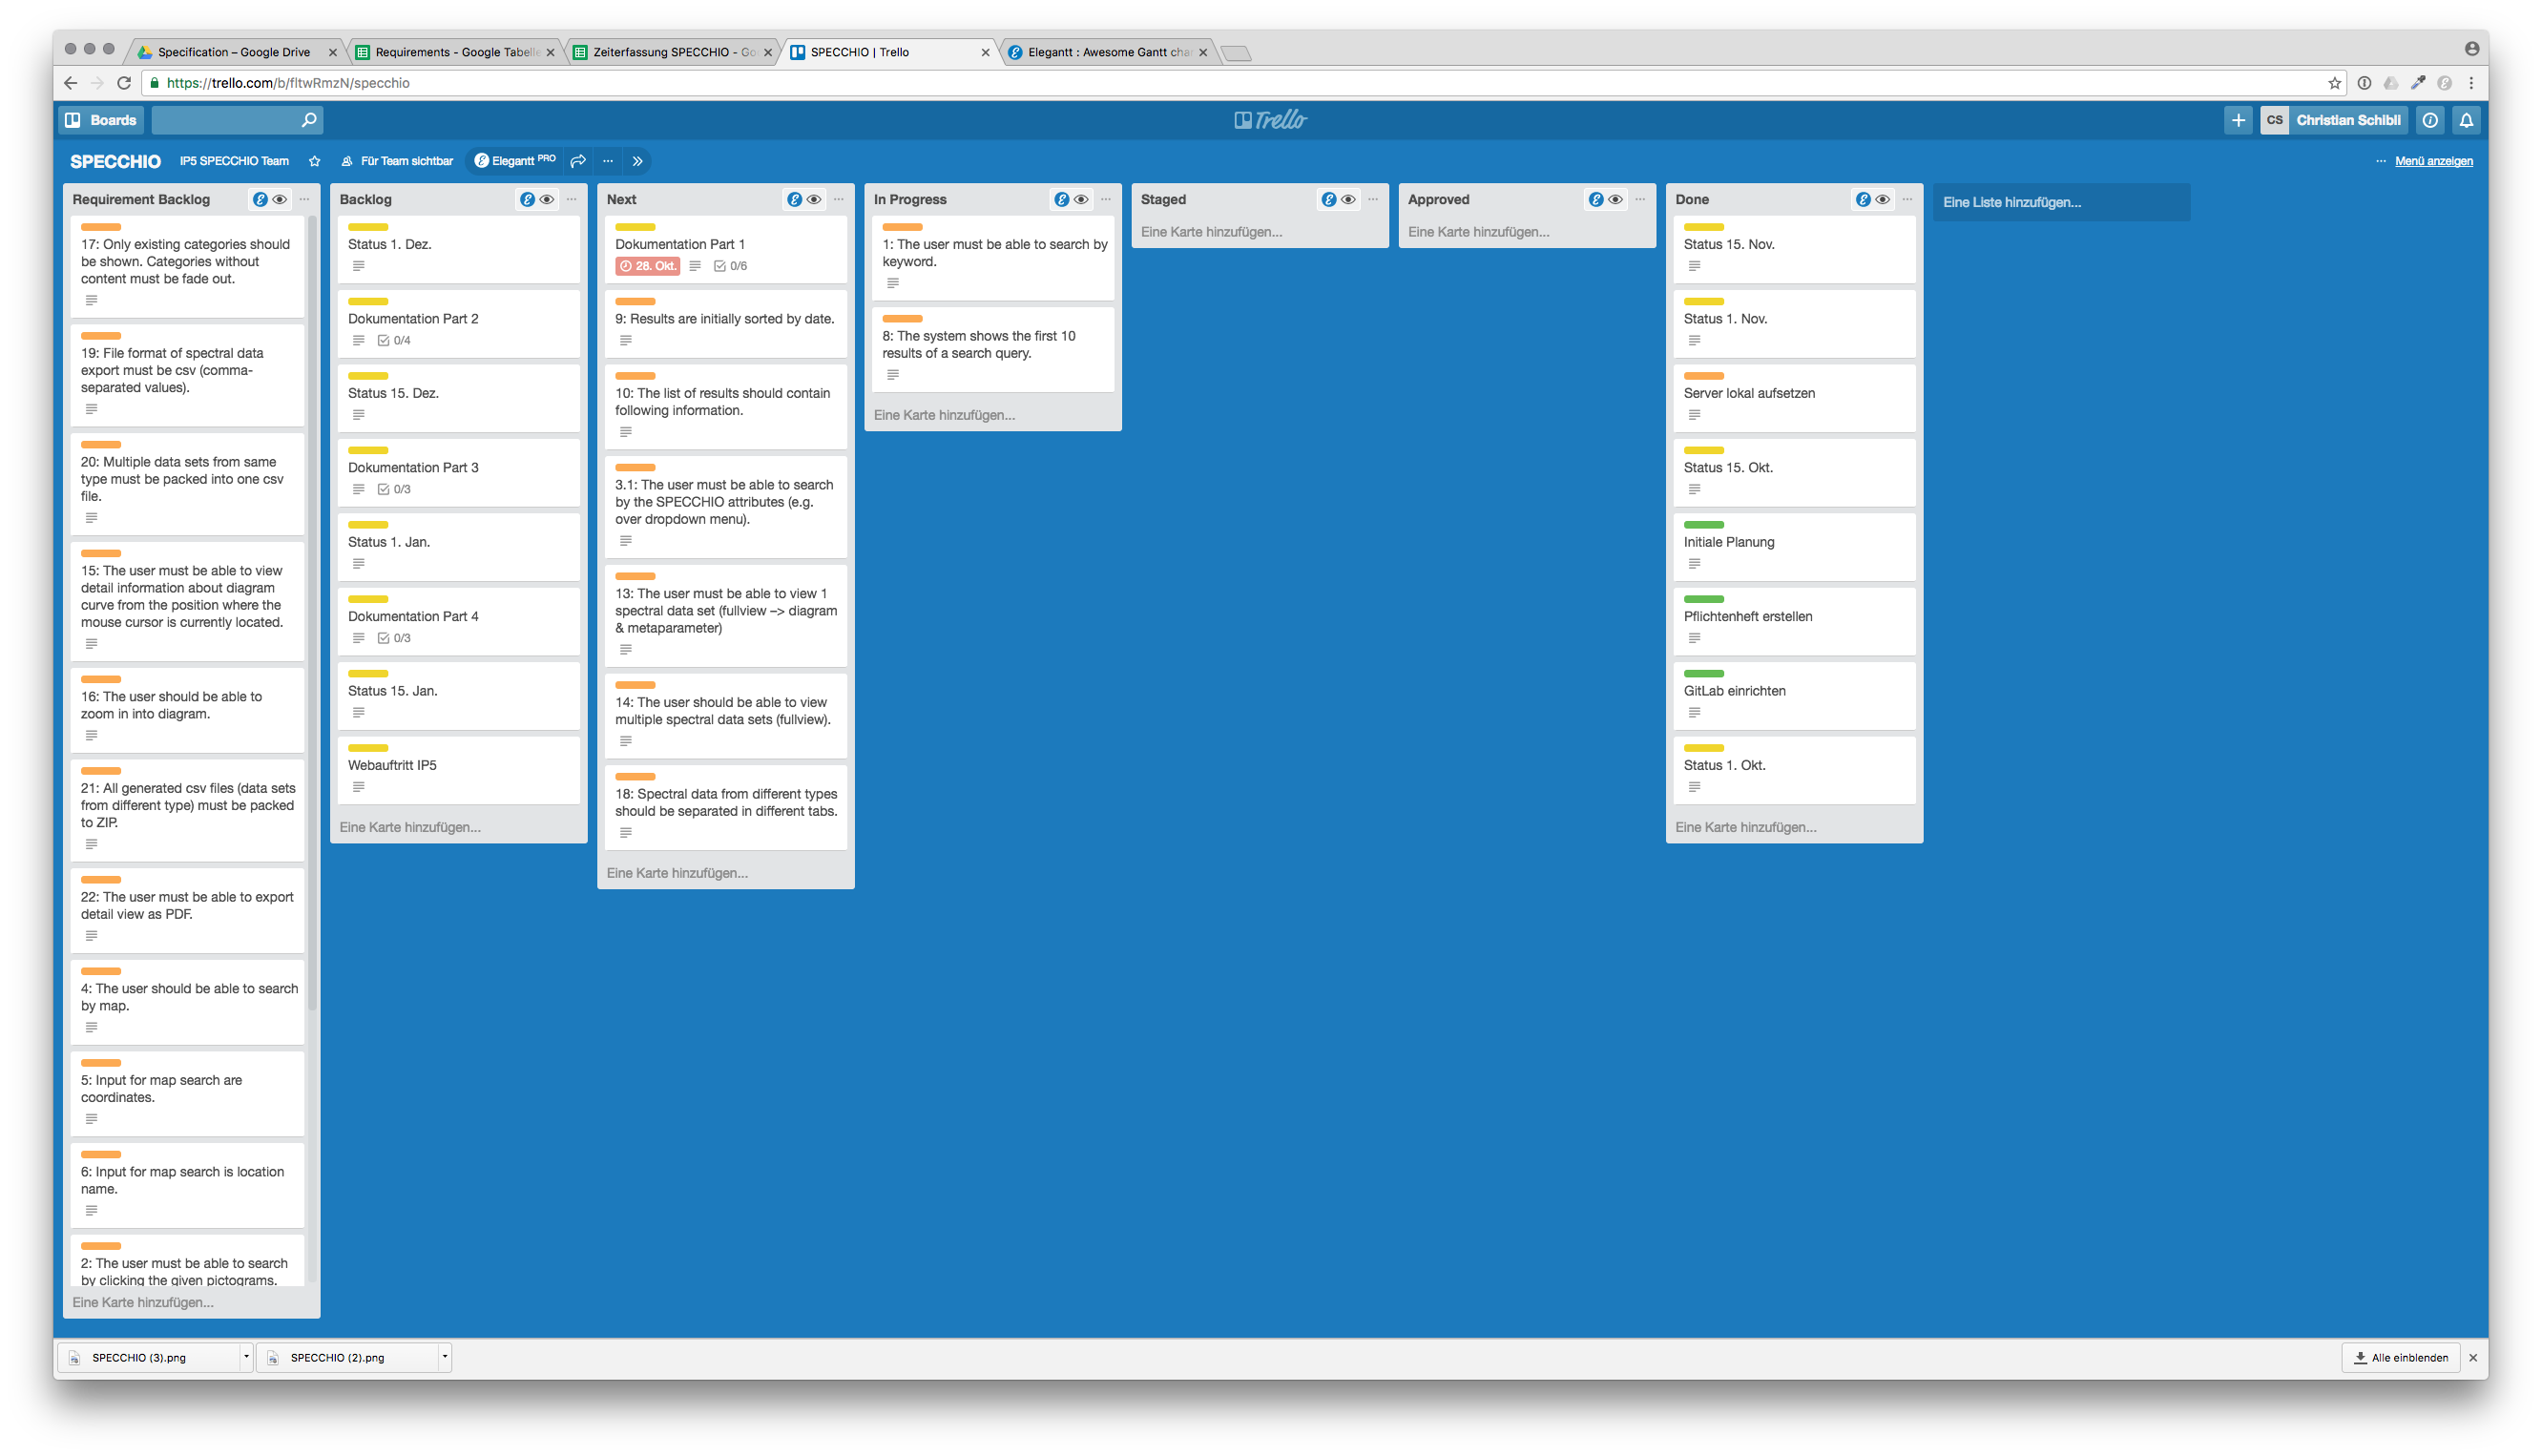 Specification – Google Drive
Requirements - Google Tabelle
Zeiterfassung SPECCHIO - Go
SPECCHIO | Trello
Elegantt : Awesome Gantt cha
https://trello.com/b/fItwRmzN/specchio
Boards
Trello
CS
Christian Schibli
SPECCHIO
IP5 SPECCHIO Team
Für Team sichtbar
Elegantt PRO
Menü anzeigen
Requirement Backlog
17: Only existing categories should
be shown. Categories without
content must be fade out.
19: File format of spectral data
export must be csv (comma-
separated values).
20: Multiple data sets from same
type must be packed into one csv
file.
15: The user must be able to view
detail information about diagram
curve from the position where the
mouse cursor is currently located.
16: The user should be able to
zoom in into diagram.
21: All generated csv files (data sets
from different type) must be packed
to ZIP.
22: The user must be able to export
detail view as PDF.
4: The user should be able to search
by map.
5: Input for map search are
coordinates.
6: Input for map search is location
name.
2: The user must be able to search
by clicking the given pictograms.
Eine Karte hinzufügen...
Backlog
Status 1. Dez.
Dokumentation Part 2
0/4
Status 15. Dez.
Dokumentation Part 3
0/3
Status 1. Jan.
Dokumentation Part 4
0/3
Status 15. Jan.
Webauftritt IP5
Eine Karte hinzufügen...
Next
Dokumentation Part 1
28. Okt.
0/6
9: Results are initially sorted by date.
10: The list of results should contain
following information.
3.1: The user must be able to search
by the SPECCHIO attributes (e.g.
over dropdown menu).
13: The user must be able to view 1
spectral data set (fullview –> diagram
& metaparameter)
14: The user should be able to view
multiple spectral data sets (fullview).
18: Spectral data from different types
should be separated in different tabs.
Eine Karte hinzufügen...
In Progress
1: The user must be able to search by
keyword.
8: The system shows the first 10
results of a search query.
Eine Karte hinzufügen...
Staged
Eine Karte hinzufügen...
Approved
Eine Karte hinzufügen...
Done
Status 15. Nov.
Status 1. Nov.
Server lokal aufsetzen
Status 15. Okt.
Initiale Planung
Pflichtenheft erstellen
GitLab einrichten
Status 1. Okt.
Eine Karte hinzufügen...
Eine Liste hinzufügen...
SPECCHIO (3).png
SPECCHIO (2).png
Alle einblenden